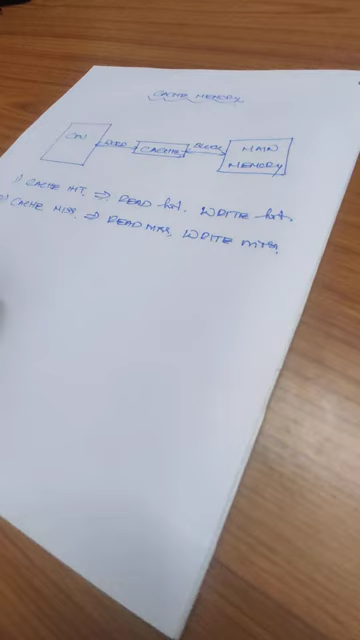 CACHE MEMORY
CPU WORD CACHE BLOCK MAIN MEMORY
1) CACHE HIT ⇒ READ hit, WRITE hit
2) CACHE MISS ⇒ READ MISS, WRITE MISS